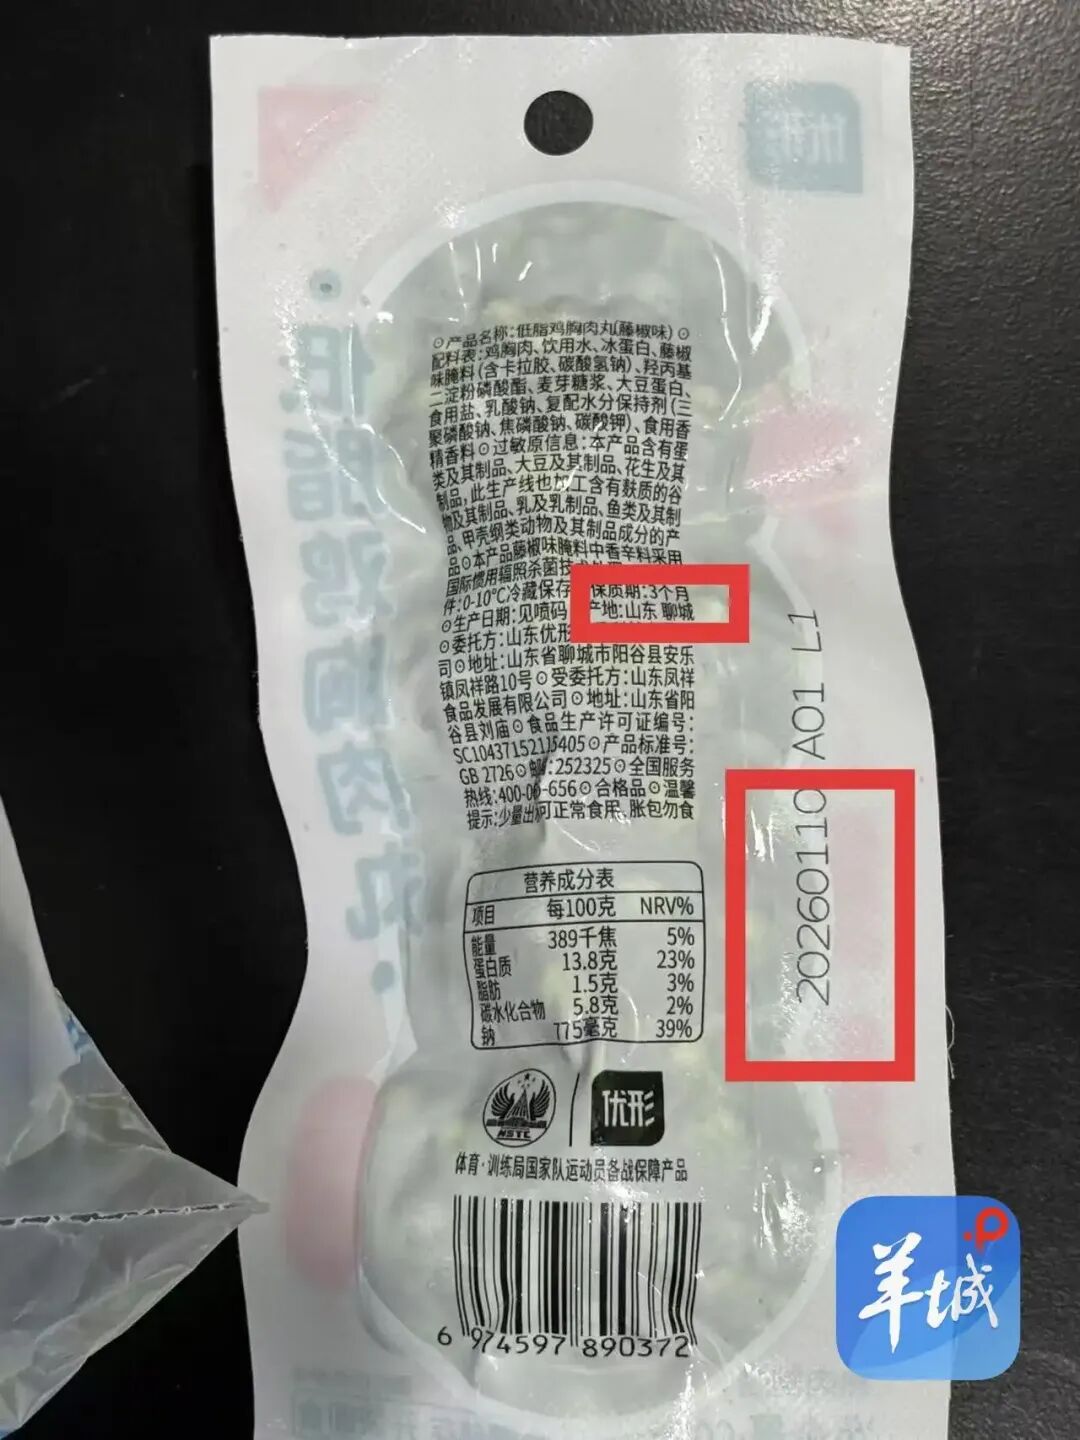 ⊙产品名称:低脂鸡胸肉丸(藤椒味)⊙
配料表:鸡胸肉、饮用水、冰蛋白、藤椒
味腌料(含卡拉胶、碳酸氢钠)、羟丙基
二淀粉磷酸酯、麦芽糖浆、大豆蛋白、
食用盐、乳酸钠、复配水分保持剂(三
聚磷酸钠、焦磷酸钠、碳酸钾)、食用香
精香料⊙过敏原信息:本产品含有蛋
类及其制品、大豆及其制品、花生及其
制品,此生产线也加工含有麸质的谷
物及其制品、乳及乳制品、鱼类及其制
品、甲壳纲类动物及其制品成分的产
品⊙本产品藤椒味腌料中香辛料采用
国际惯用辐照杀菌技
件:0-10℃冷藏保存 保质期:3个月
⊙生产日期:见喷码 产地:山东 聊城
⊙委托方:山东优形
司⊙地址:山东省聊城市阳谷县安乐
镇凤祥路10号⊙受委托方:山东凤祥
食品发展有限公司⊙地址:山东省阳
谷县刘庙⊙食品生产许可证编号:
SC10437152115405⊙产品标准号:
GB 2726⊙邮 :252325⊙全国服务
热线:400-0 -656⊙合格品⊙温馨
提示:少量出水可正常食用,胀包勿食
20260110 A01 L1
营养成分表
项目 每100克 NRV%
能量 389千焦 5%
蛋白质 13.8克 23%
脂肪 1.5克 3%
碳水化合物 5.8克 2%
钠 775毫克 39%
NSTC
优形
体育·训练局国家队运动员备战保障产品
6 974597 890372
羊城
优形
低脂鸡胸肉丸